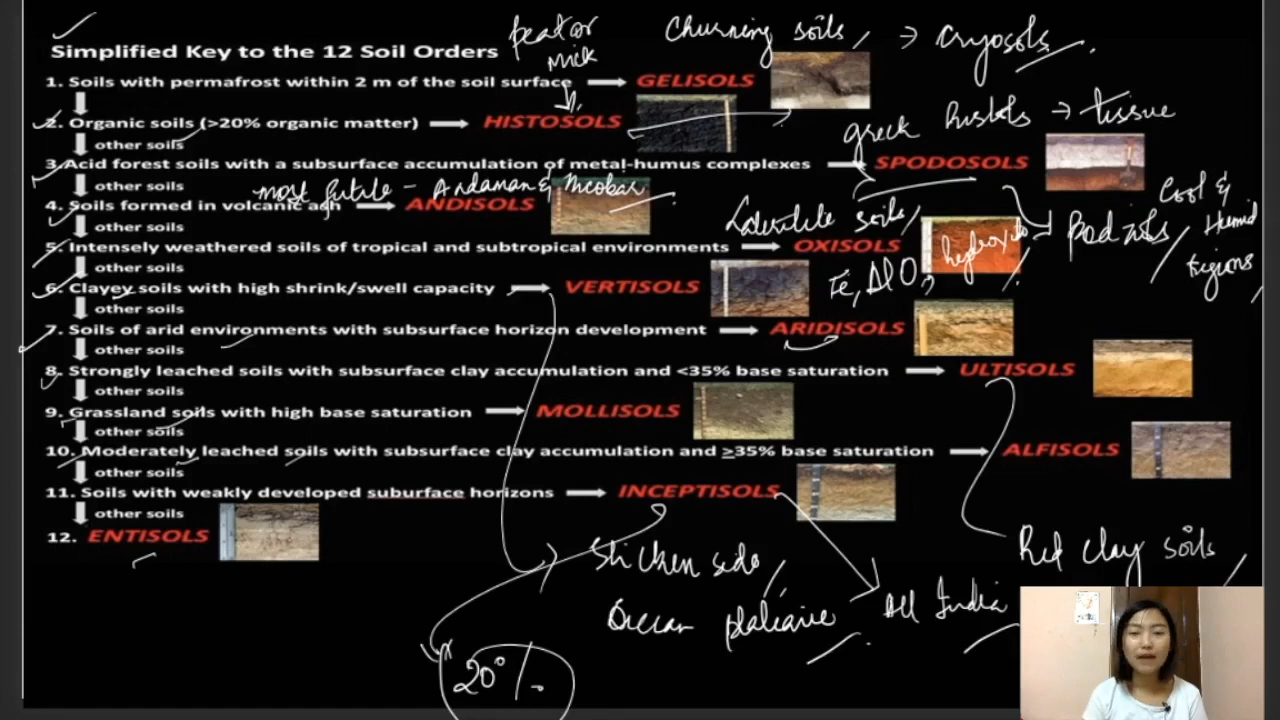 peat or
muck
Churning soils, → cryosols
Simplified Key to the 12 Soil Orders
1. Soils with permafrost within 2 m of the soil surface → GELISOLS
2. Organic soils (>20% organic matter) → HISTOSOLS
greek → tissue
other soils
3. Acid forest soils with a subsurface accumulation of metal-humus complexes → SPODOSOLS
other soils
most - Andaman & Nicobar
4. Soils formed in volcanic ash → ANDISOLS
other soils
soils,
Podzols
Cool &
Humid
regions
5. Intensely weathered soils of tropical and subtropical environments → OXISOLS
other soils
Fe, Al O,
6. Clayey soils with high shrink/swell capacity → VERTISOLS
other soils
7. Soils of arid environments with subsurface horizon development → ARIDISOLS
other soils
8. Strongly leached soils with subsurface clay accumulation and <35% base saturation → ULTISOLS
other soils
9. Grassland soils with high base saturation → MOLLISOLS
other soils
10. Moderately leached soils with subsurface clay accumulation and ≥35% base saturation → ALFISOLS
other soils
11. Soils with weakly developed suburface horizons → INCEPTISOLS
other soils
12. ENTISOLS
Red clay soils
All India
20%